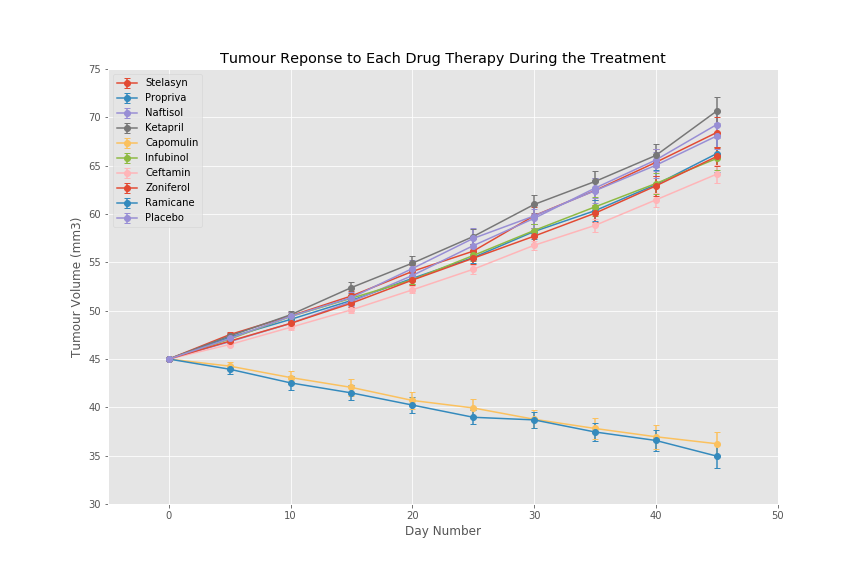 Tumour Reponse to Each Drug Therapy During the Treatment
75
70
65
60
55
50
45
40
35
30
Tumour Volume (mm3)
Stelasyn
Propriva
Naftisol
Ketapril
Capomulin
Infubinol
Ceftamin
Zoniferol
Ramicane
Placebo
0
10
20
30
40
50
Day Number